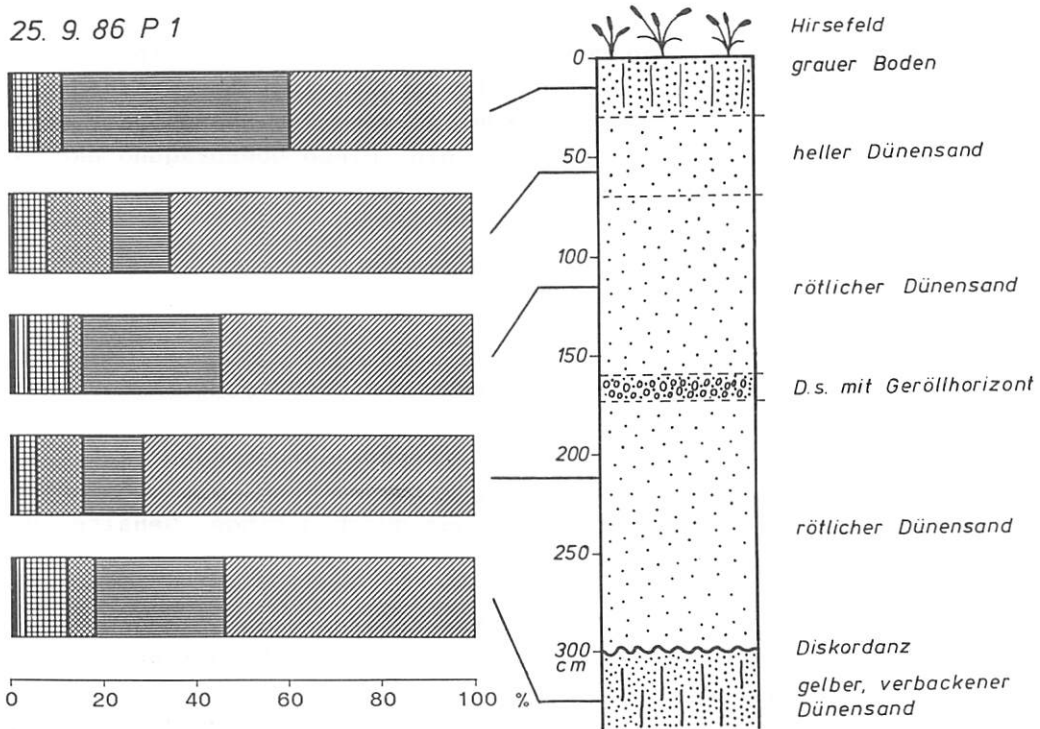 25. 9. 86 P 1
Hirsefeld
0
grauer Boden
50
heller Dünensand
100
rötlicher Dünensand
150
D.s. mit Geröllhorizont
200
250
rötlicher Dünensand
300
cm
Diskordanz
gelber, verbackener
Dünensand
0 20 40 60 80 100 %